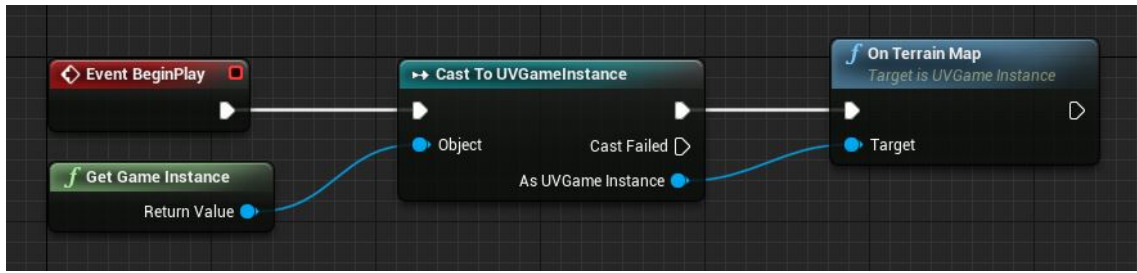 Event BeginPlay
Get Game Instance
Return Value
Cast To UVGameInstance
Object
Cast Failed
As UVGame Instance
f On Terrain Map
Target is UVGame Instance
Target